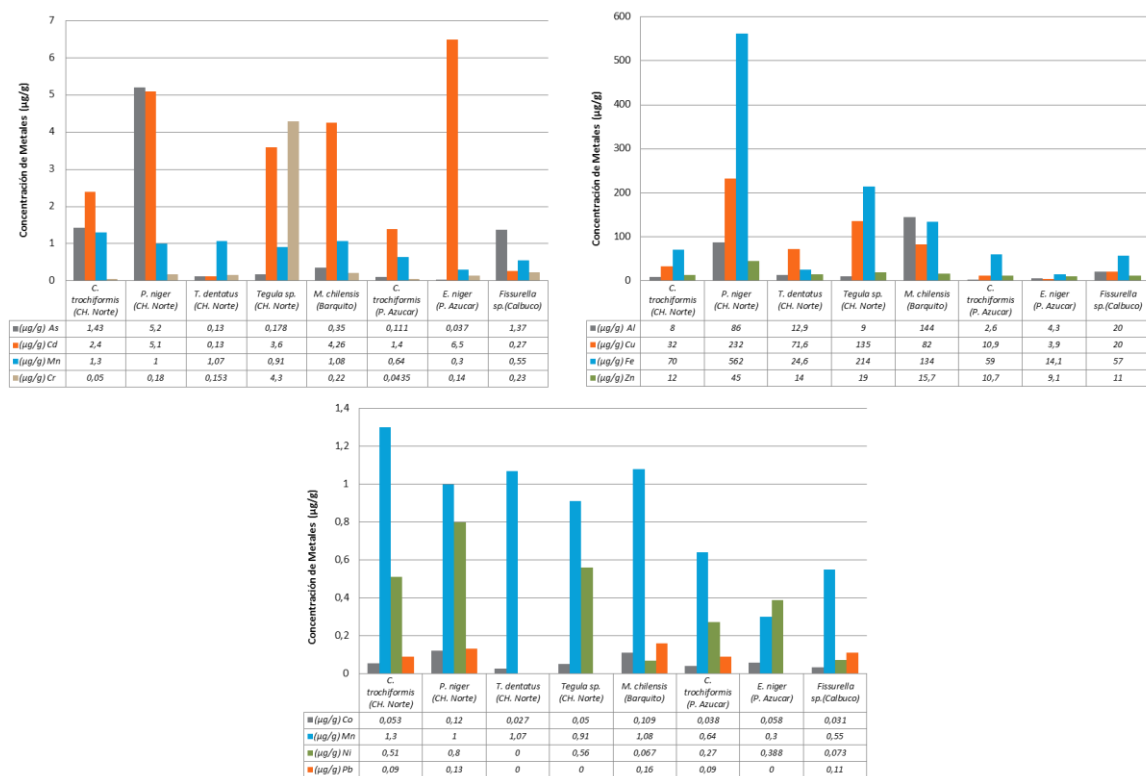 Concentración de Metales (µg/g)
7
6
5
4
3
2
1
0
C. trochiformis (CH. Norte) P. niger (CH. Norte) T. dentatus (CH. Norte) Tegula sp. (CH. Norte) M. chilensis (Barquito) C. trochiformis (P. Azucar) E. niger (P. Azucar) Fissurella sp.(Calbuco)
(µg/g) As 1,43 5,2 0,13 0,178 0,35 0,111 0,037 1,37
(µg/g) Cd 2,4 5,1 0,13 3,6 4,26 1,4 6,5 0,27
(µg/g) Mn 1,3 1 1,07 0,91 1,08 0,64 0,3 0,55
(µg/g) Cr 0,05 0,18 0,153 4,3 0,22 0,0435 0,14 0,23
Concentración de Metales (µg/g)
600
500
400
300
200
100
0
C. trochiformis (CH. Norte) P. niger (CH. Norte) T. dentatus (CH. Norte) Tegula sp. (CH. Norte) M. chilensis (Barquito) C. trochiformis (P. Azucar) E. niger (P. Azucar) Fissurella sp.(Calbuco)
(µg/g) Al 8 86 12,9 9 144 2,6 4,3 20
(µg/g) Cu 32 232 71,6 135 82 10,9 3,9 20
(µg/g) Fe 70 562 24,6 214 134 59 14,1 57
(µg/g) Zn 12 45 14 19 15,7 10,7 9,1 11
Concentración de Metales (µg/g)
1,4
1,2
1
0,8
0,6
0,4
0,2
0
C. trochiformis (CH. Norte) P. niger (CH. Norte) T. dentatus (CH. Norte) Tegula sp. (CH. Norte) M. chilensis (Barquito) C. trochiformis (P. Azucar) E. niger (P. Azucar) Fissurella sp.(Calbuco)
(µg/g) Co 0,053 0,12 0,027 0,05 0,109 0,038 0,058 0,031
(µg/g) Mn 1,3 1 1,07 0,91 1,08 0,64 0,3 0,55
(µg/g) Ni 0,51 0,8 0 0,56 0,067 0,27 0,388 0,073
(µg/g) Pb 0,09 0,13 0 0 0,16 0,09 0 0,11